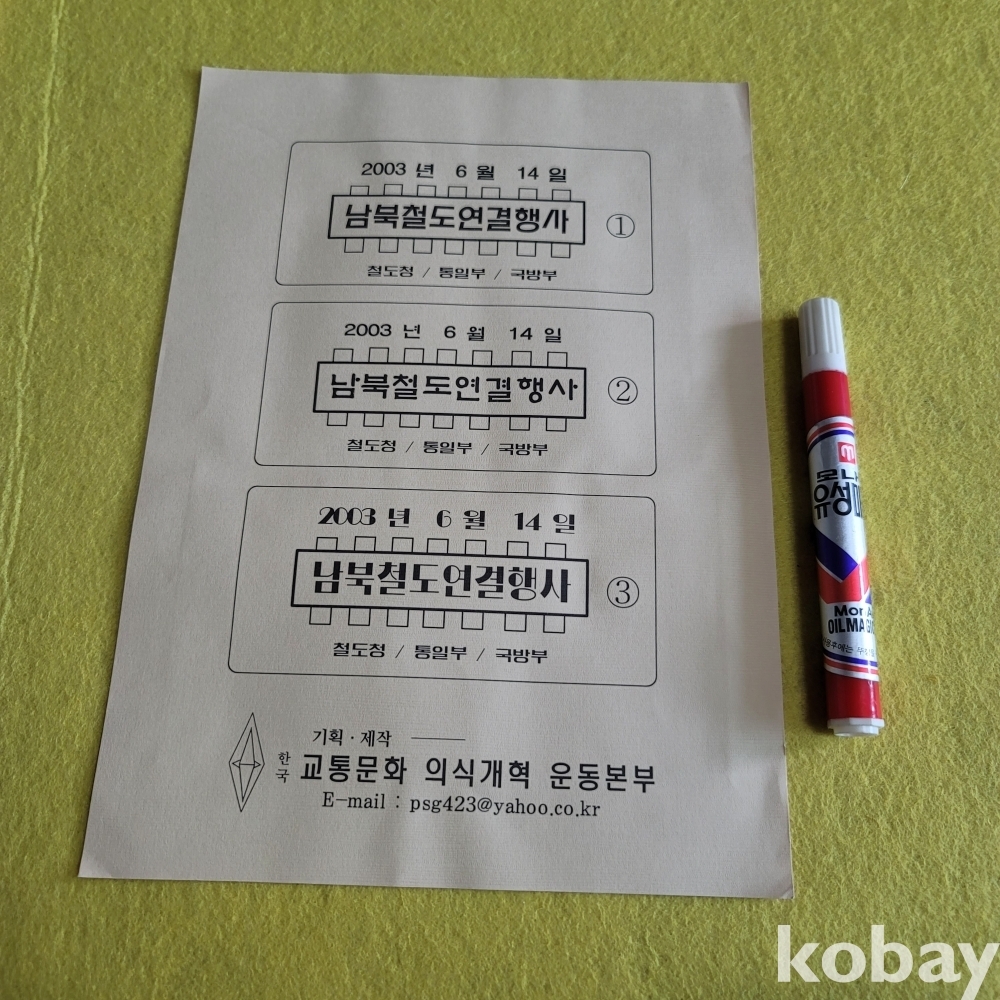 2003 년 6 월 14 일
남북철도연결행사
①
철도청 / 통일부 / 국방부
2003 년 6 월 14 일
남북철도연결행사
②
철도청 / 통일부 / 국방부
2003 년 6 월 14 일
남북철도연결행사
③
철도청 / 통일부 / 국방부
기획 · 제작
한국 교통문화 의식개혁 운동본부
E-mail : psg423@yahoo.co.kr
m
모나
유성매
Mon A
OILMAGIC
kobay